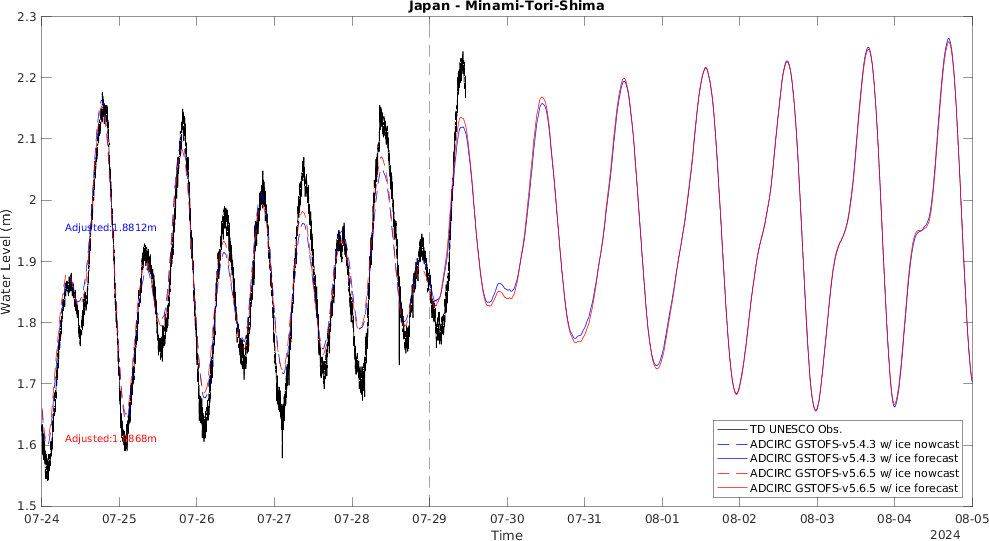 Japan - Minami-Tori-Shima
2.3
2.2
2.1
2
1.9
1.8
1.7
1.6
1.5
Water Level (m)
Adjusted:1.8812m
TD UNESCO Obs.
ADCIRC GSTOFS-v5.4.3 w/ ice nowcast
ADCIRC GSTOFS-v5.4.3 w/ ice forecast
ADCIRC GSTOFS-v5.6.5 w/ ice nowcast
ADCIRC GSTOFS-v5.6.5 w/ ice forecast
07-24 07-25 07-26 07-27 07-28 07-29 07-30 07-31 08-01 08-02 08-03 08-04 08-05
Time
2024